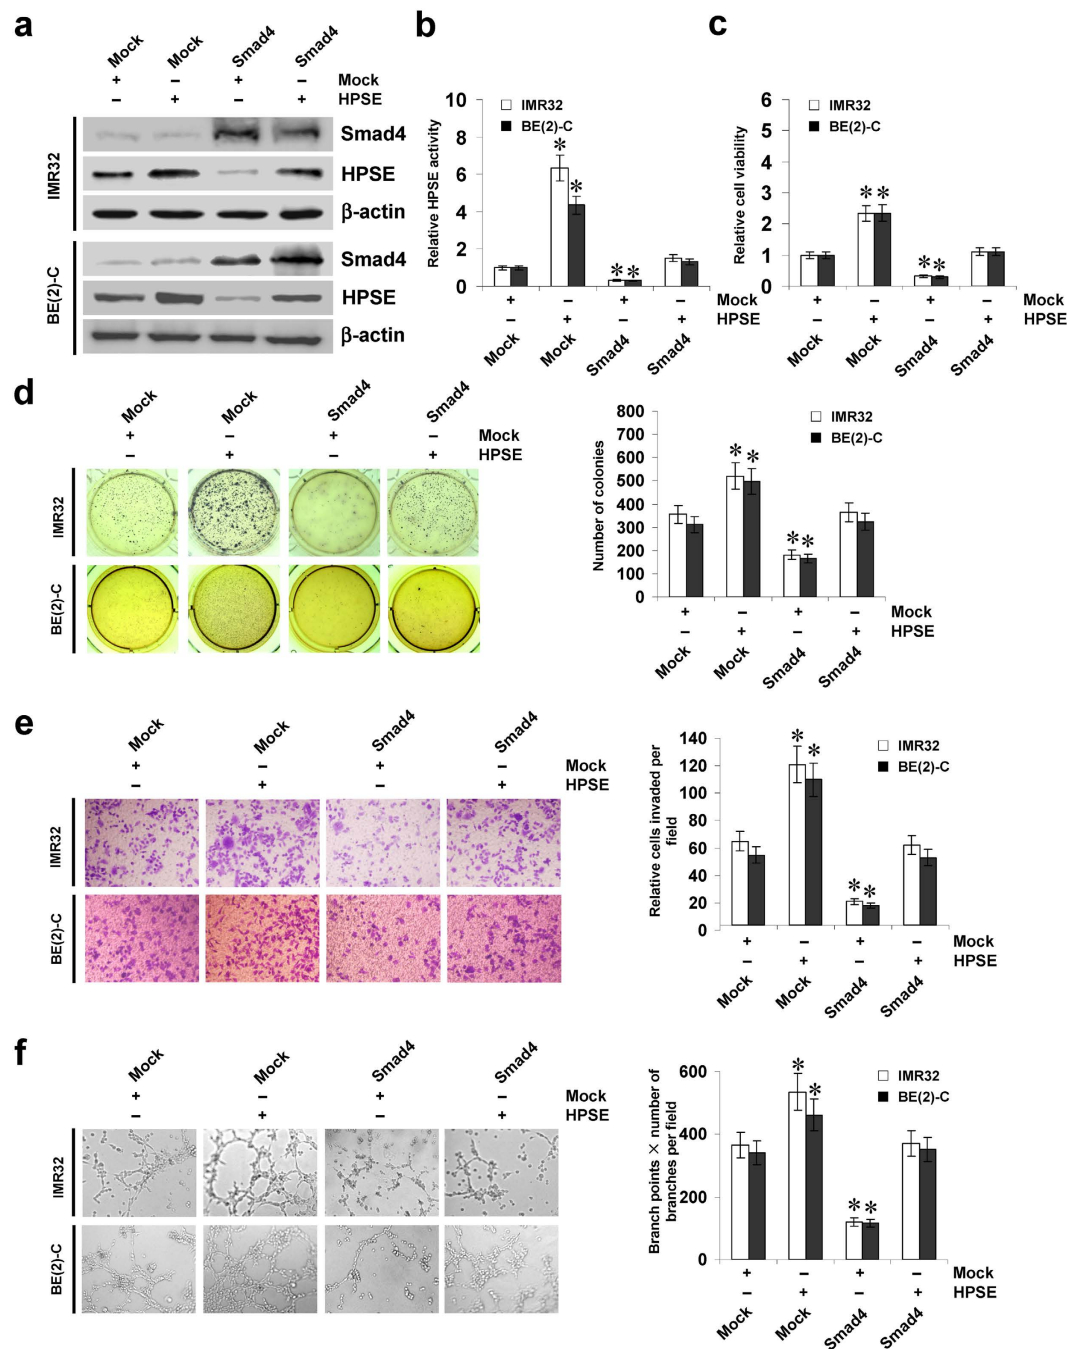 a
Mock Mock Smad4 Smad4
+ – + – Mock
– + – + HPSE
IMR32
Smad4
HPSE
β-actin
BE(2)-C
Smad4
HPSE
β-actin
b
Relative HPSE activity
10
8
6
4
2
0
IMR32
BE(2)-C
* * * *
+ – + – Mock
– + – + HPSE
Mock Mock Smad4 Smad4
c
Relative cell viability
6
5
4
3
2
1
0
IMR32
BE(2)-C
* * * *
+ – + – Mock
– + – + HPSE
Mock Mock Smad4 Smad4
d
Mock Mock Smad4 Smad4
+ – + – Mock
– + – + HPSE
IMR32
BE(2)-C
Number of colonies
800
700
600
500
400
300
200
100
0
IMR32
BE(2)-C
* * * *
+ – + – Mock
– + – + HPSE
Mock Mock Smad4 Smad4
e
Mock Mock Smad4 Smad4
+ – + – Mock
– + – + HPSE
IMR32
BE(2)-C
Relative cells invaded per
field
140
120
100
80
60
40
20
0
IMR32
BE(2)-C
* * * *
+ – + – Mock
– + – + HPSE
Mock Mock Smad4 Smad4
f
Mock Mock Smad4 Smad4
+ – + – Mock
– + – + HPSE
IMR32
BE(2)-C
Branch points × number of
branches per field
600
400
200
0
IMR32
BE(2)-C
* * * *
+ – + – Mock
– + – + HPSE
Mock Mock Smad4 Smad4